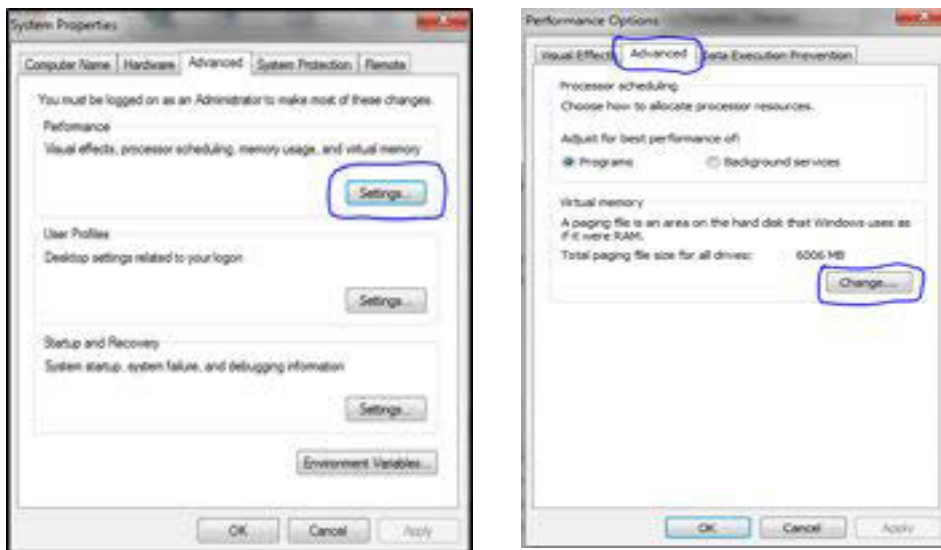 System Properties
Computer Name
Hardware
Advanced
System Protection
Remote
You must be logged on as an Administrator to make most of these changes.
Performance
Visual effects, processor scheduling, memory usage, and virtual memory
Settings...
User Profiles
Desktop settings related to your logon
Settings...
Startup and Recovery
System startup, system failure, and debugging information
Settings...
Environment Variables...
OK
Cancel
Apply
Performance Options
Visual Effects
Advanced
Data Execution Prevention
Processor scheduling
Choose how to allocate processor resources.
Adjust for best performance of:
Programs
Background services
Virtual memory
A paging file is an area on the hard disk that Windows uses as
if it were RAM.
Total paging file size for all drives:
6006 MB
Change...
OK
Cancel
Apply